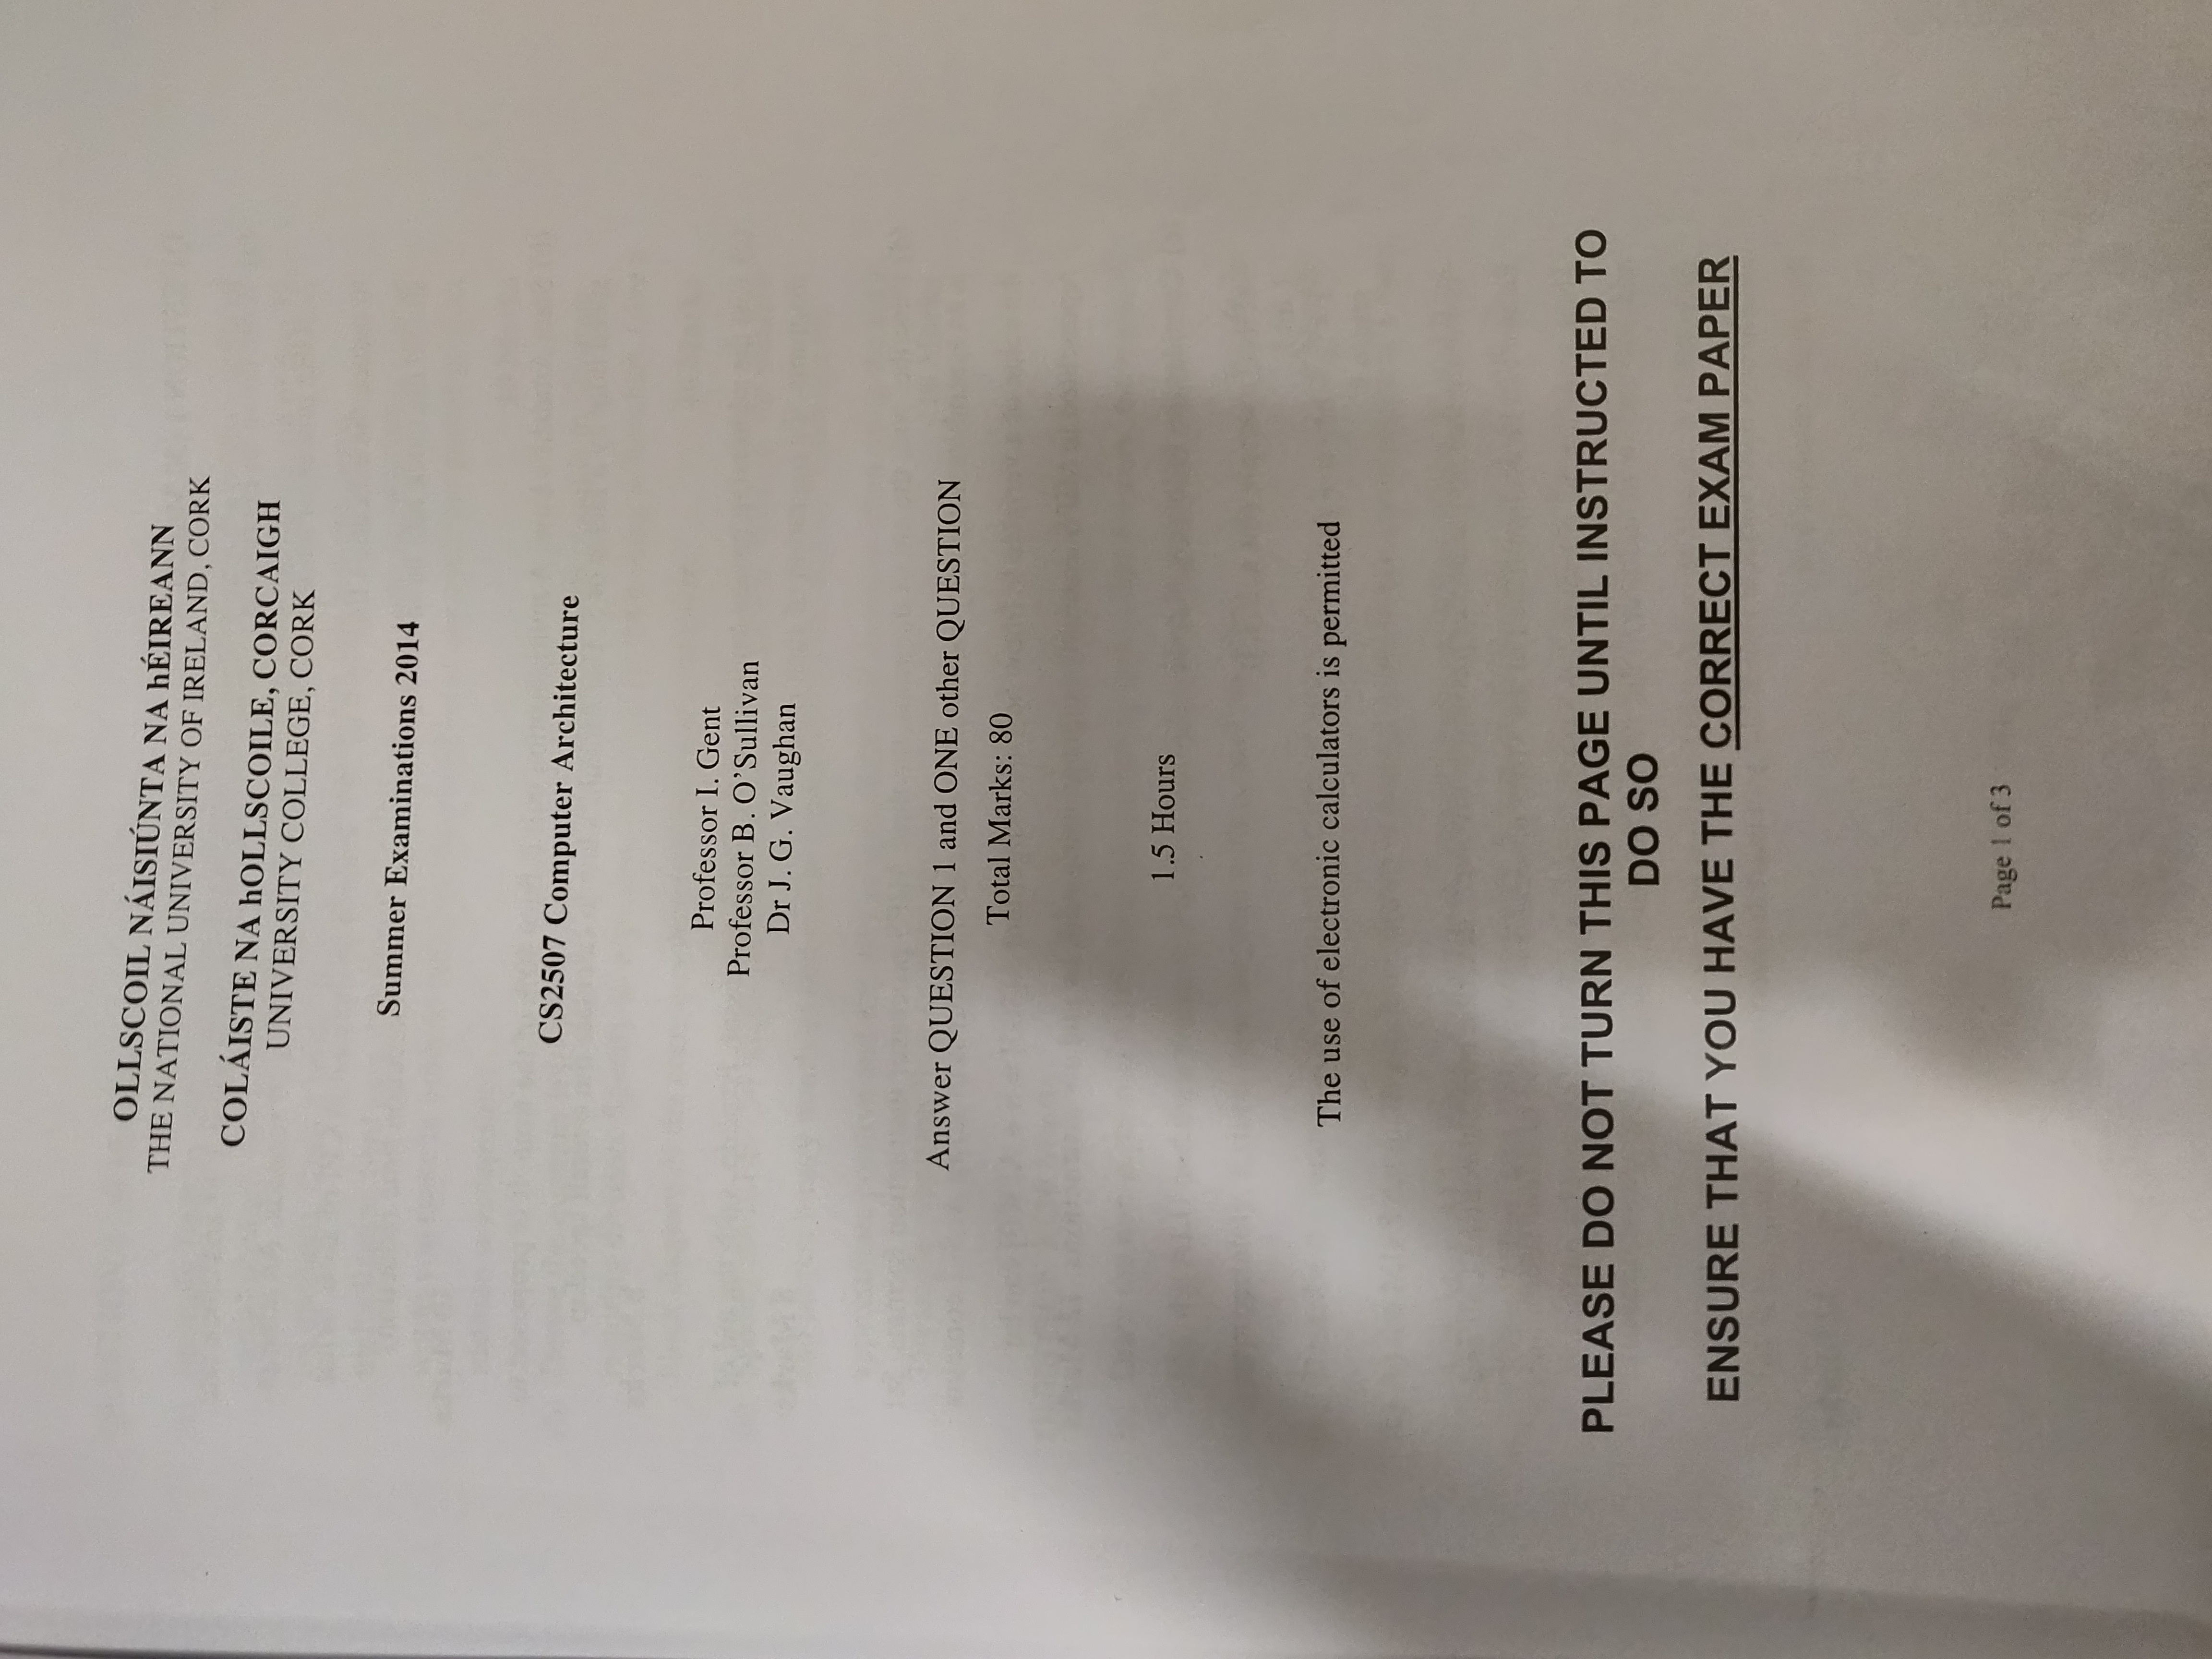 OLLSCOIL NÁISIÚNTA NA hÉIREANN
THE NATIONAL UNIVERSITY OF IRELAND, CORK
COLÁISTE NA hOLLSCOILE, CORCAIGH
UNIVERSITY COLLEGE, CORK
Summer Examinations 2014
CS2507 Computer Architecture
Professor I. Gent
Professor B. O'Sullivan
Dr J. G. Vaughan
Answer QUESTION 1 and ONE other QUESTION
Total Marks: 80
1.5 Hours
The use of electronic calculators is permitted
PLEASE DO NOT TURN THIS PAGE UNTIL INSTRUCTED TO
DO SO
ENSURE THAT YOU HAVE THE CORRECT EXAM PAPER
Page 1 of 3